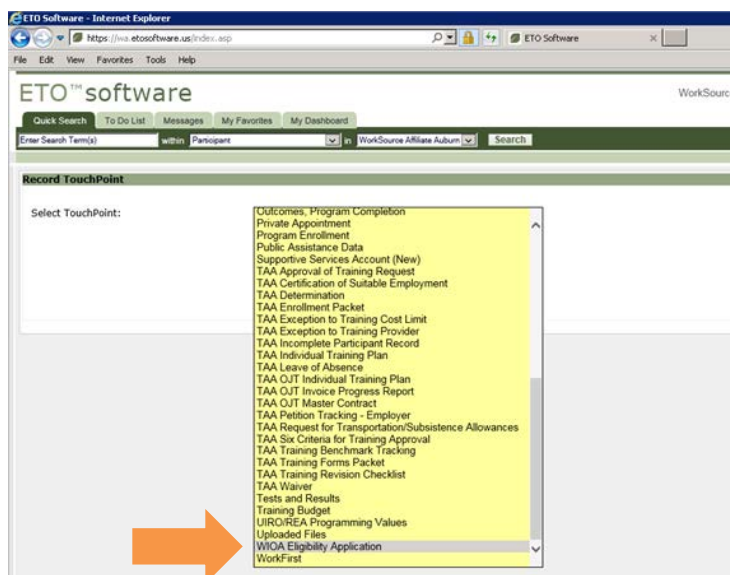 ETO Software - Internet Explorer
https://wa.etosoftware.us/index.asp ETO Software ×
File Edit View Favorites Tools Help
ETO™software WorkSourc
Quick Search To Do List Messages My Favorites My Dashboard
Enter Search Term(s) within Participant in WorkSource Affiliate Auburn Search
Record TouchPoint
Select TouchPoint:
Outcomes, Program Completion
Private Appointment
Program Enrollment
Public Assistance Data
Supportive Services Account (New)
TAA Approval of Training Request
TAA Certification of Suitable Employment
TAA Determination
TAA Enrollment Packet
TAA Exception to Training Cost Limit
TAA Exception to Training Provider
TAA Incomplete Participant Record
TAA Individual Training Plan
TAA Leave of Absence
TAA OJT Individual Training Plan
TAA OJT Invoice Progress Report
TAA OJT Master Contract
TAA Petition Tracking - Employer
TAA Request for Transportation/Subsistence Allowances
TAA Six Criteria for Training Approval
TAA Training Benchmark Tracking
TAA Training Forms Packet
TAA Training Revision Checklist
TAA Waiver
Tests and Results
Training Budget
UIRO/REA Programming Values
Uploaded Files
WIOA Eligibility Application
WorkFirst